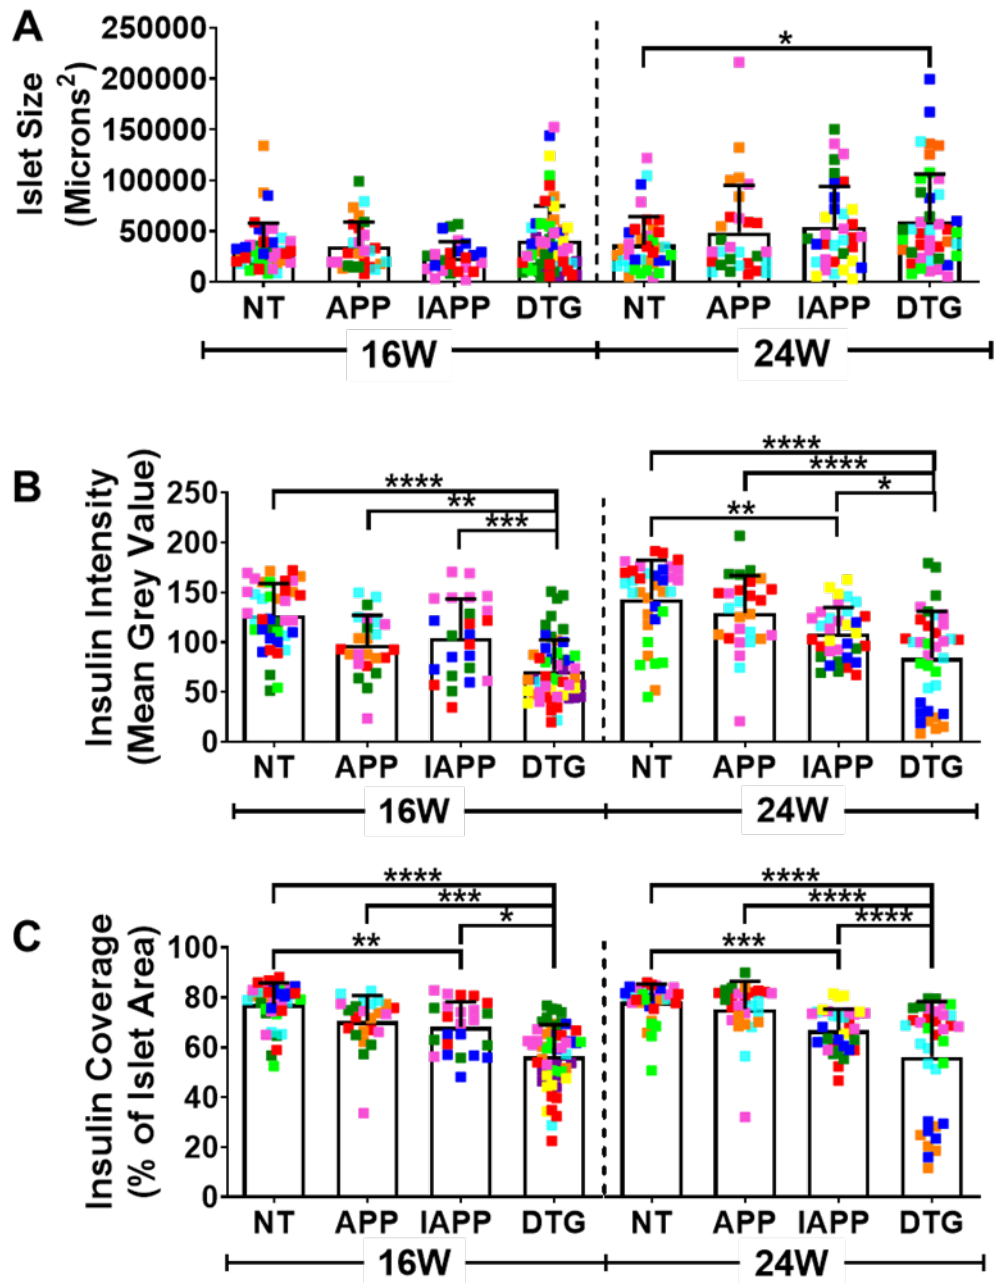 A
Islet Size
(Microns²)
250000
200000
150000
100000
50000
0
*
NT APP IAPP DTG NT APP IAPP DTG
16W 24W
B
Insulin Intensity
(Mean Grey Value)
250
200
150
100
50
0
****
**
***
****
****
*
**
NT APP IAPP DTG NT APP IAPP DTG
16W 24W
C
Insulin Coverage
(% of Islet Area)
100
80
60
40
20
0
****
***
*
**
****
****
****
***
NT APP IAPP DTG NT APP IAPP DTG
16W 24W